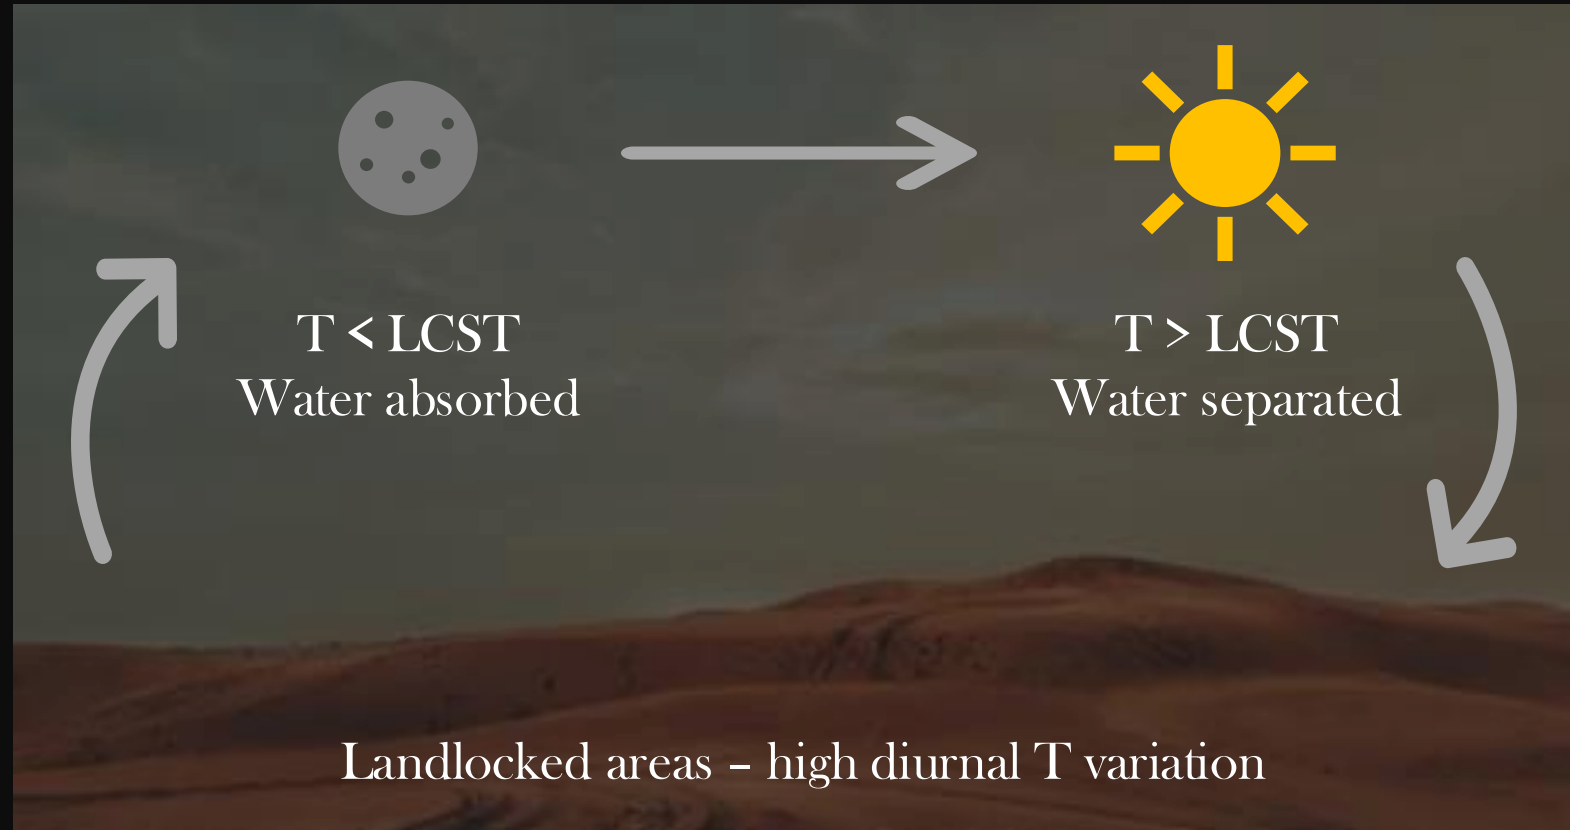 T < LCST
Water absorbed
T > LCST
Water separated
Landlocked areas – high diurnal T variation